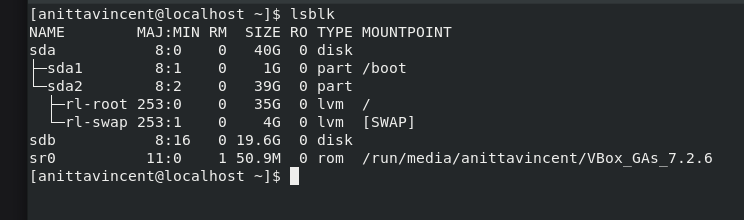 [anittavincent@localhost ~]$ lsblk
NAME        MAJ:MIN RM  SIZE RO TYPE MOUNTPOINT
sda           8:0    0   40G  0 disk
├─sda1        8:1    0    1G  0 part /boot
└─sda2        8:2    0   39G  0 part
  ├─rl-root 253:0    0   35G  0 lvm  /
  └─rl-swap 253:1    0    4G  0 lvm  [SWAP]
sdb           8:16   0 19.6G  0 disk
sr0          11:0    1 50.9M  0 rom  /run/media/anittavincent/VBox_GAs_7.2.6
[anittavincent@localhost ~]$